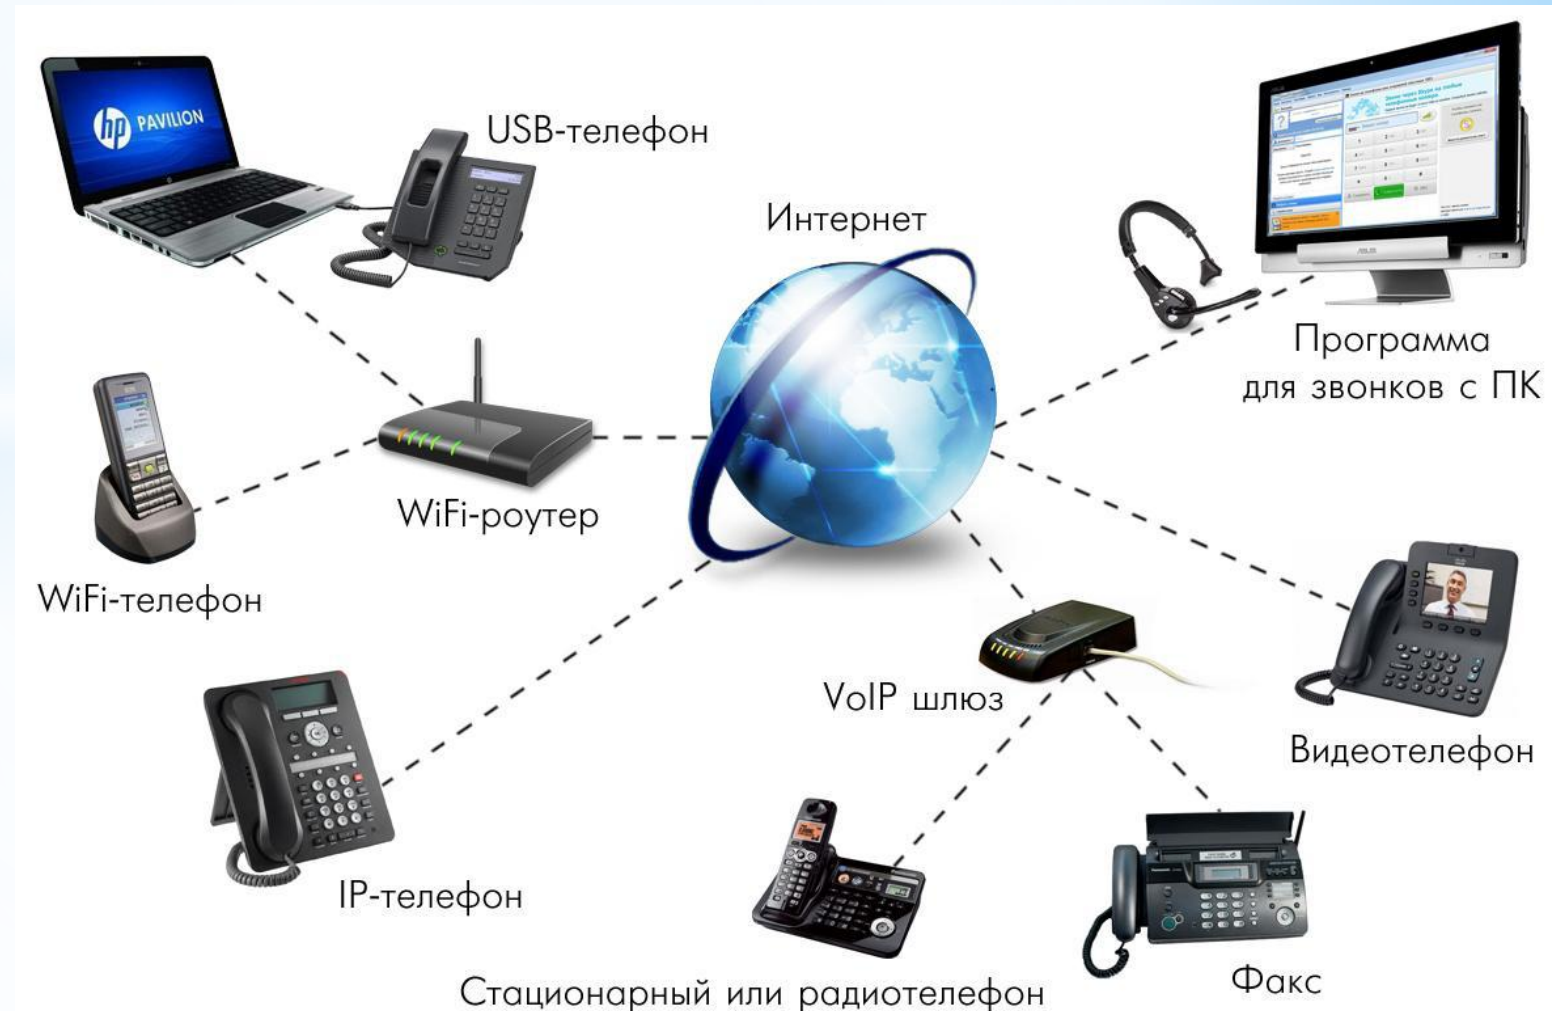 hp PAVILION
USB-телефон
Интернет
Программа
для звонков с ПК
WiFi-роутер
WiFi-телефон
VoIP шлюз
Видеотелефон
IP-телефон
Стационарный или радиотелефон
Факс